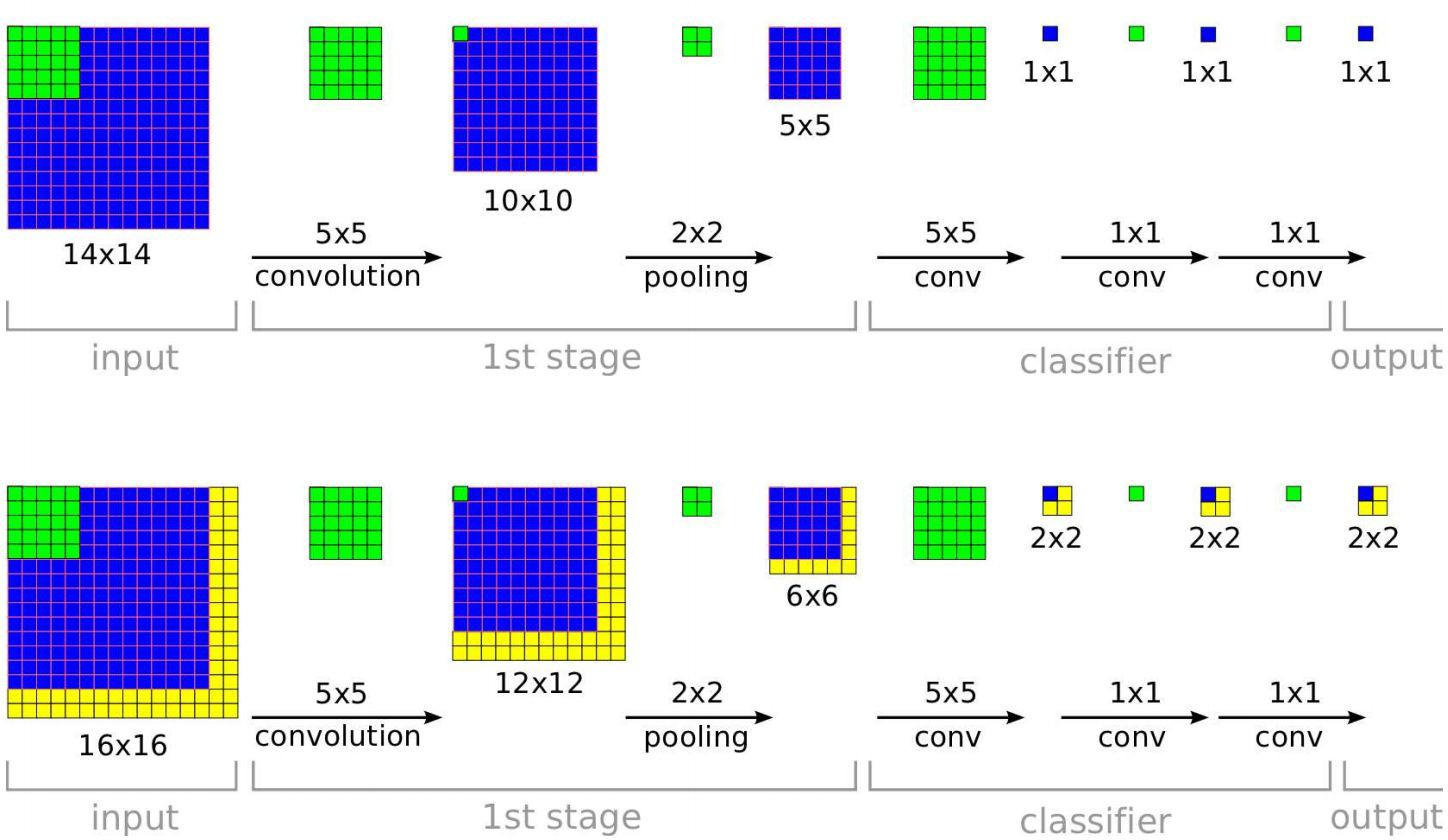 1x1 1x1 1x1
5x5
10x10
14x14
5x5 2x2 5x5 1x1 1x1
convolution pooling conv conv conv
input 1st stage classifier output
2x2 2x2 2x2
6x6
12x12
16x16
5x5 2x2 5x5 1x1 1x1
convolution pooling conv conv conv
input 1st stage classifier output